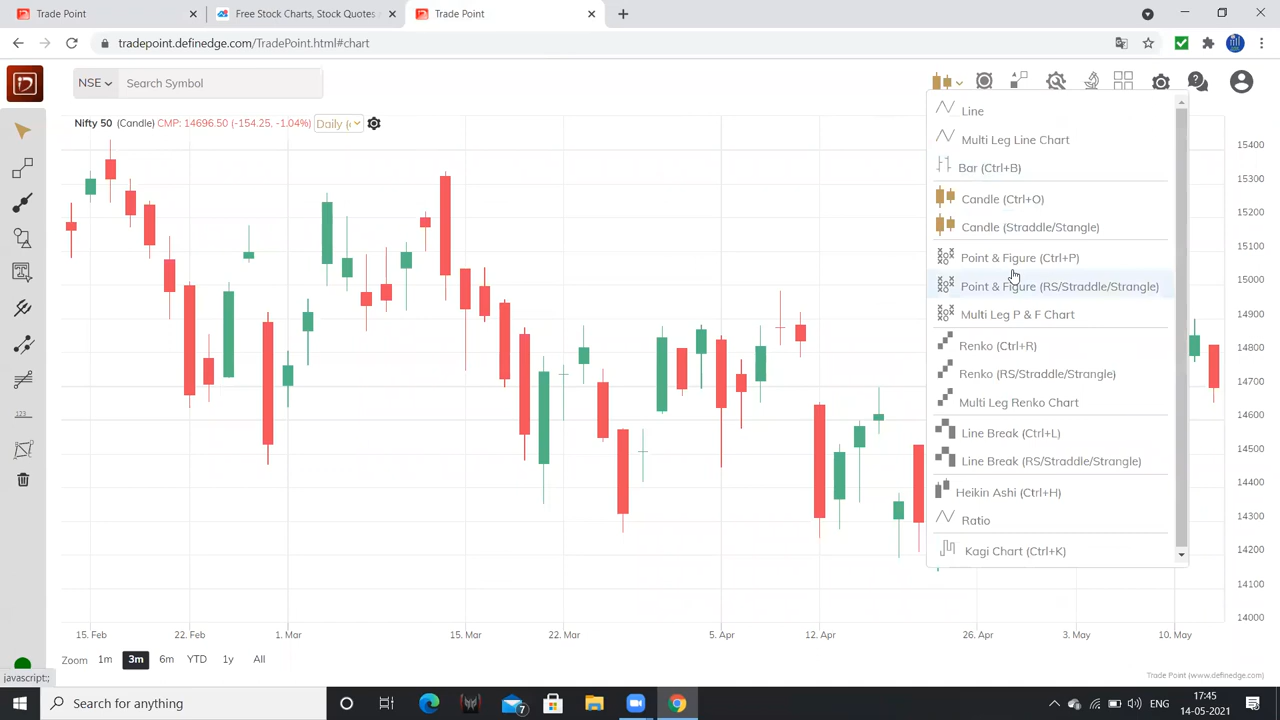 Trade Point
Free Stock Charts, Stock Quotes
Trade Point
tradepoint.definedge.com/TradePoint.html#chart
NSE
Search Symbol
Nifty 50 (Candle) CMP: 14696.50 (-154.25, -1.04%)
Daily (
Line
Multi Leg Line Chart
Bar (Ctrl+B)
Candle (Ctrl+O)
Candle (Straddle/Stangle)
Point & Figure (Ctrl+P)
Point & Figure (RS/Straddle/Strangle)
Multi Leg P & F Chart
Renko (Ctrl+R)
Renko (RS/Straddle/Strangle)
Multi Leg Renko Chart
Line Break (Ctrl+L)
Line Break (RS/Straddle/Strangle)
Heikin Ashi (Ctrl+H)
Ratio
Kagi Chart (Ctrl+K)
15400
15300
15200
15100
15000
14900
14800
14700
14600
14500
14400
14300
14200
14100
14000
123
15. Feb
22. Feb
1. Mar
15. Mar
22. Mar
5. Apr
12. Apr
26. Apr
3. May
10. May
Zoom
1m
3m
6m
YTD
1y
All
javascript:;
Trade Point (www.definedge.com)
Search for anything
7
ENG
17:45
14-05-2021